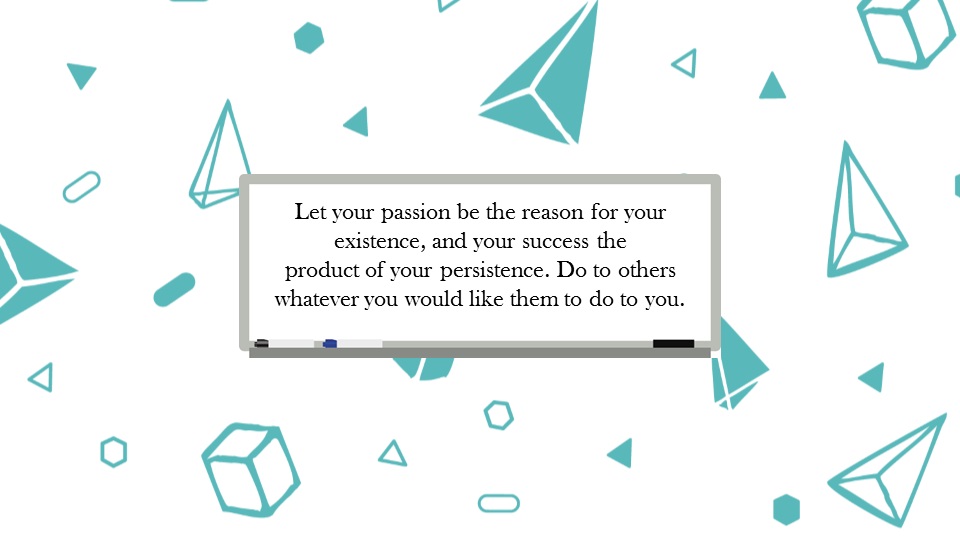 Let your passion be the reason for your
existence, and your success the
product of your persistence. Do to others
whatever you would like them to do to you.